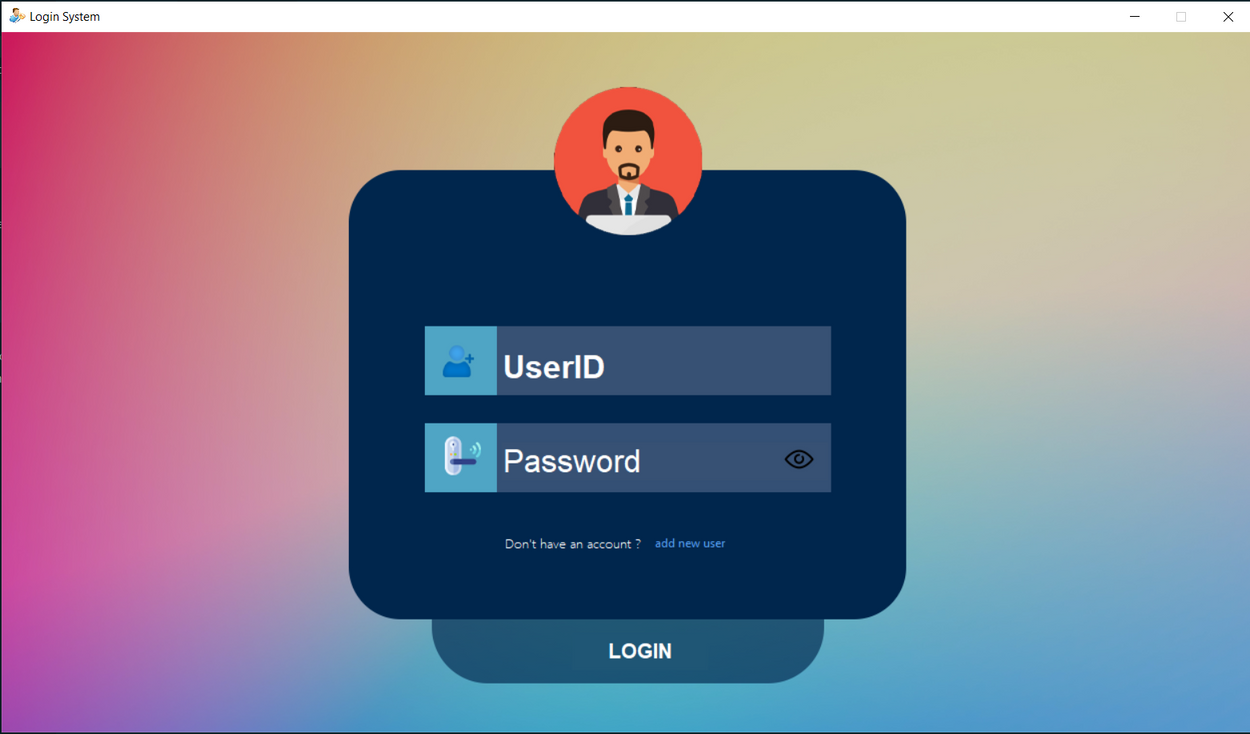 Login System
UserID
Password
Don't have an account ? add new user
LOGIN